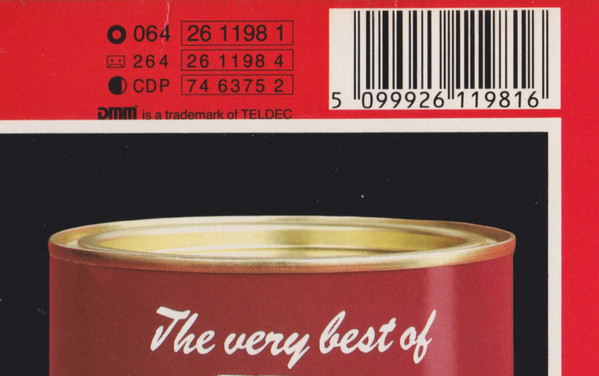 064 26 1198 1
264 26 1198 4
CDP 74 6375 2
DMM is a trademark of TELDEC
5 099926 119816
The very best of